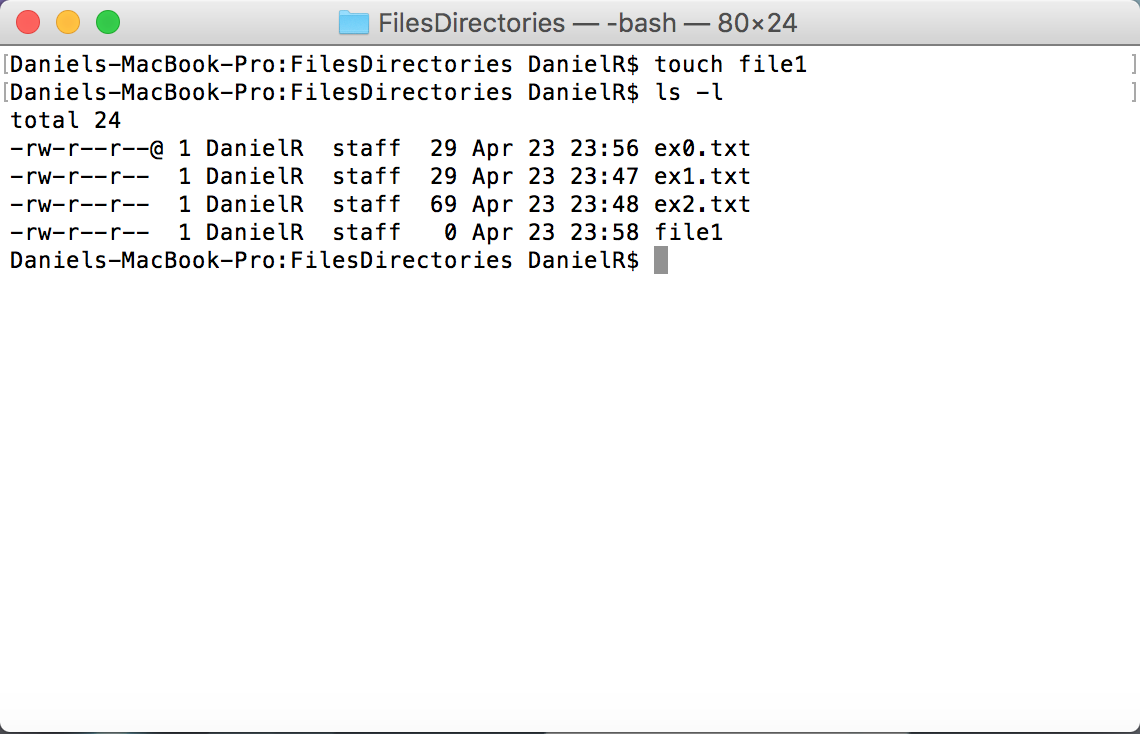 FilesDirectories — -bash — 80×24
[Daniels-MacBook-Pro:FilesDirectories DanielR$ touch file1 ]
[Daniels-MacBook-Pro:FilesDirectories DanielR$ ls -l ]
total 24
-rw-r--r--@ 1 DanielR  staff  29 Apr 23 23:56 ex0.txt
-rw-r--r--  1 DanielR  staff  29 Apr 23 23:47 ex1.txt
-rw-r--r--  1 DanielR  staff  69 Apr 23 23:48 ex2.txt
-rw-r--r--  1 DanielR  staff   0 Apr 23 23:58 file1
Daniels-MacBook-Pro:FilesDirectories DanielR$